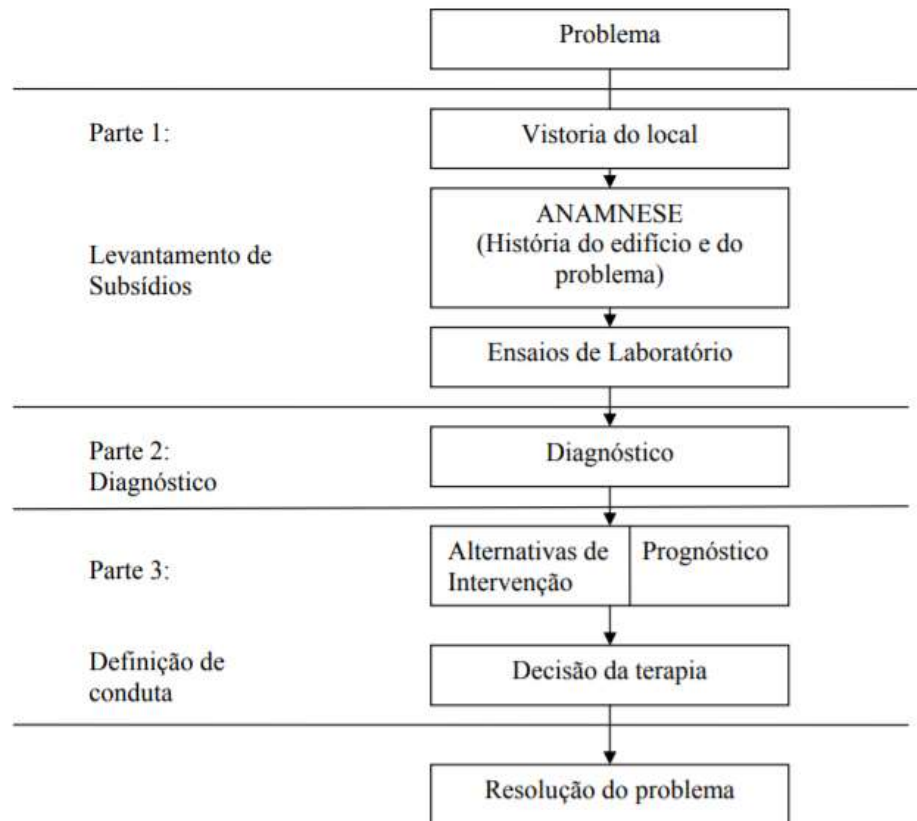 Problema
Parte 1:
Vistoria do local
Levantamento de
Subsídios
ANAMNESE
(História do edifício e do
problema)
Ensaios de Laboratório
Parte 2:
Diagnóstico
Diagnóstico
Parte 3:
Alternativas de
Intervenção
Prognóstico
Definição de
conduta
Decisão da terapia
Resolução do problema